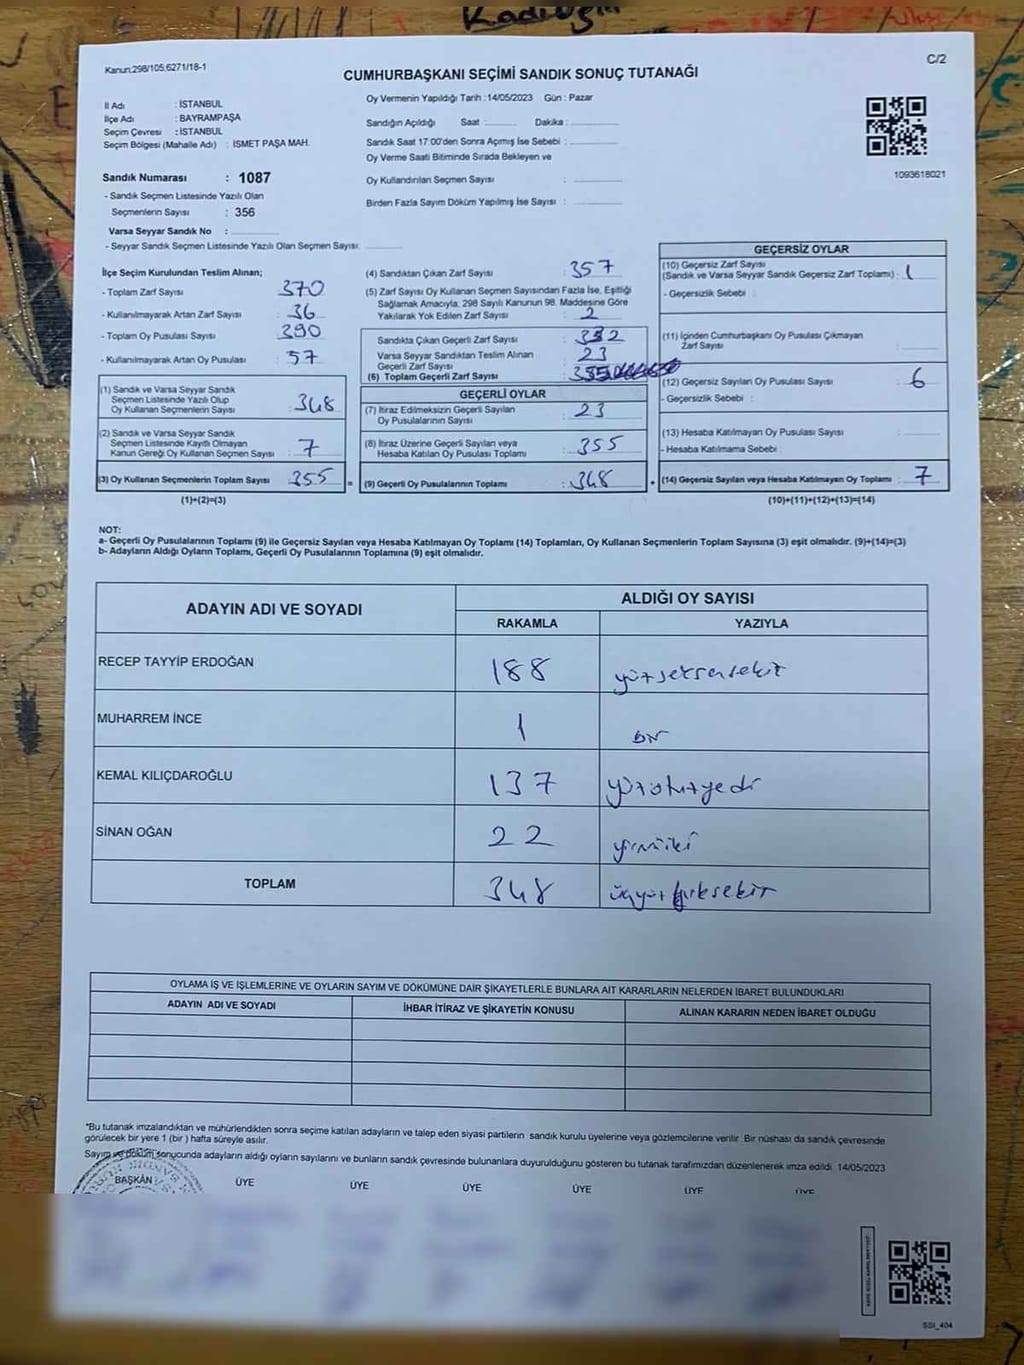 Kadıoğlu
Kanun:298/105,6271/18-1
C/2
CUMHURBAŞKANI SEÇİMİ SANDIK SONUÇ TUTANAĞI
İl Adı : İSTANBUL
İlçe Adı : BAYRAMPAŞA
Seçim Çevresi : İSTANBUL
Seçim Bölgesi (Mahalle Adı) : İSMET PAŞA MAH.
Sandık Numarası : 1087
- Sandık Seçmen Listesinde Yazılı Olan
Seçmenlerin Sayısı : 356
Varsa Seyyar Sandık No :
- Seyyar Sandık Seçmen Listesinde Yazılı Olan Seçmen Sayısı:
Oy Vermenin Yapıldığı Tarih :14/05/2023 Gün : Pazar
Sandığın Açıldığı Saat : Dakika :
Sandık Saat 17:00'den Sonra Açımış İse Sebebi :
Oy Verme Saati Bitiminde Sırada Bekleyen ve
Oy Kullandırılan Seçmen Sayısı :
Birden Fazla Sayım Döküm Yapılmış İse Sayısı :
1093618021
İlçe Seçim Kurulundan Teslim Alınan;
- Toplam Zarf Sayısı : 370
- Kullanılmayarak Artan Zarf Sayısı : 36
- Toplam Oy Pusulası Sayısı : 390
- Kullanılmayarak Artan Oy Pusulası : 57
(1) Sandık ve Varsa Seyyar Sandık
Seçmen Listesinde Yazılı Olup
Oy Kullanan Seçmenlerin Sayısı : 348
(2) Sandık ve Varsa Seyyar Sandık
Seçmen Listesinde Kayıtlı Olmayan
Kanun Gereği Oy Kullanan Seçmen Sayısı : 7
(3) Oy Kullanan Seçmenlerin Toplam Sayısı : 355 =
(1)+(2)=(3)
(4) Sandıktan Çıkan Zarf Sayısı : 357
(5) Zarf Sayısı Oy Kullanan Seçmen Sayısından Fazla İse, Eşitliği
Sağlamak Amacıyla; 298 Sayılı Kanunun 98. Maddesine Göre
Yakılarak Yok Edilen Zarf Sayısı : 2
Sandıkta Çıkan Geçerli Zarf Sayısı : 332
Varsa Seyyar Sandıktan Teslim Alınan
Geçerli Zarf Sayısı : 23
(6) Toplam Geçerli Zarf Sayısı : 355
GEÇERLİ OYLAR
(7) İtiraz Edilmeksizin Geçerli Sayılan
Oy Pusulalarının Sayısı : 23
(8) İtiraz Üzerine Geçerli Sayılan veya
Hesaba Katılan Oy Pusulası Toplamı : 355
(9) Geçerli Oy Pusulalarının Toplamı : 348 +
GEÇERSİZ OYLAR
(10) Geçersiz Zarf Sayısı
(Sandık ve Varsa Seyyar Sandık Geçersiz Zarf Toplamı) : 1
- Geçersizlik Sebebi :
(11) İçinden Cumhurbaşkanı Oy Pusulası Çıkmayan
Zarf Sayısı :
(12) Geçersiz Sayılan Oy Pusulası Sayısı : 6
- Geçersizlik Sebebi :
(13) Hesaba Katılmayan Oy Pusulası Sayısı :
- Hesaba Katılmama Sebebi :
(14) Geçersiz Sayılan veya Hesaba Katılmayan Oy Toplamı : 7
(10)+(11)+(12)+(13)=(14)
NOT:
a- Geçerli Oy Pusulalarının Toplamı (9) ile Geçersiz Sayılan veya Hesaba Katılmayan Oy Toplamı (14) Toplamları, Oy Kullanan Seçmenlerin Toplam Sayısına (3) eşit olmalıdır. (9)+(14)=(3)
b- Adayların Aldığı Oyların Toplamı, Geçerli Oy Pusulalarının Toplamına (9) eşit olmalıdır.
ADAYIN ADI VE SOYADI
ALDIĞI OY SAYISI
RAKAMLA YAZIYLA
RECEP TAYYİP ERDOĞAN 188 yüzseksensekiz
MUHARREM İNCE 1 bir
KEMAL KILIÇDAROĞLU 137 yüzotuzyedi
SİNAN OĞAN 22 yirmiiki
TOPLAM 348 üçyüzkırksekiz
OYLAMA İŞ VE İŞLEMLERİNE VE OYLARIN SAYIM VE DÖKÜMÜNE DAİR ŞİKAYETLERLE BUNLARA AİT KARARLARIN NELERDEN İBARET BULUNDUKLARI
ADAYIN ADI VE SOYADI İHBAR İTİRAZ VE ŞİKAYETİN KONUSU ALINAN KARARIN NEDEN İBARET OLDUĞU
*Bu tutanak imzalandıktan ve mühürlendikten sonra seçime katılan adayların ve talep eden siyasi partilerin sandık kurulu üyelerine veya gözlemcilerine verilir. Bir nüshası da sandık çevresinde
görülecek bir yere 1 (bir ) hafta süreyle asılır.
Sayım ve döküm sonucunda adayların aldığı oyların sayılarını ve bunların sandık çevresinde bulunanlara duyurulduğunu gösteren bu tutanak tarafımızdan düzenlenerek imza edildi. 14/05/2023
BAŞKAN ÜYE ÜYE ÜYE ÜYE ÜYE ÜYE
SSI_404